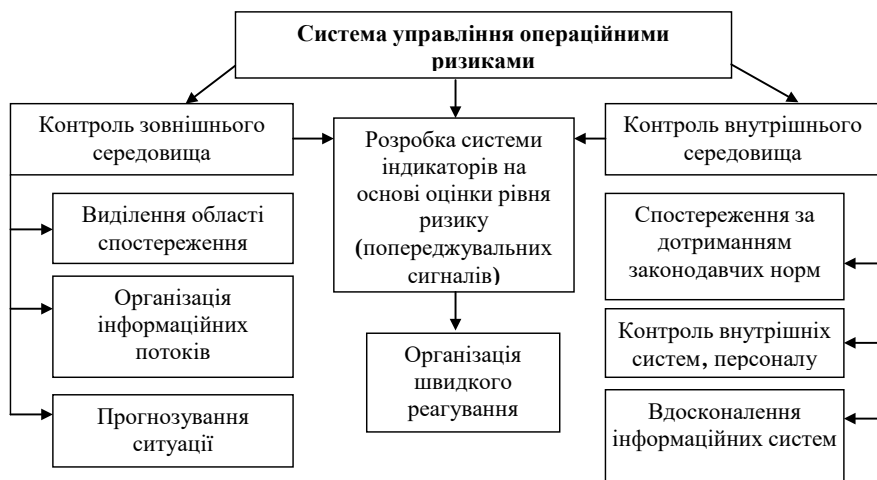 Система управління операційними
ризиками
Контроль зовнішнього
середовища
Розробка системи
індикаторів на
основі оцінки рівня
ризику
(попереджувальних
сигналів)
Контроль внутрішнього
середовища
Виділення області
спостереження
Організація
інформаційних
потоків
Прогнозування
ситуації
Організація
швидкого
реагування
Спостереження за
дотриманням
законодавчих норм
Контроль внутрішніх
систем, персоналу
Вдосконалення
інформаційних систем